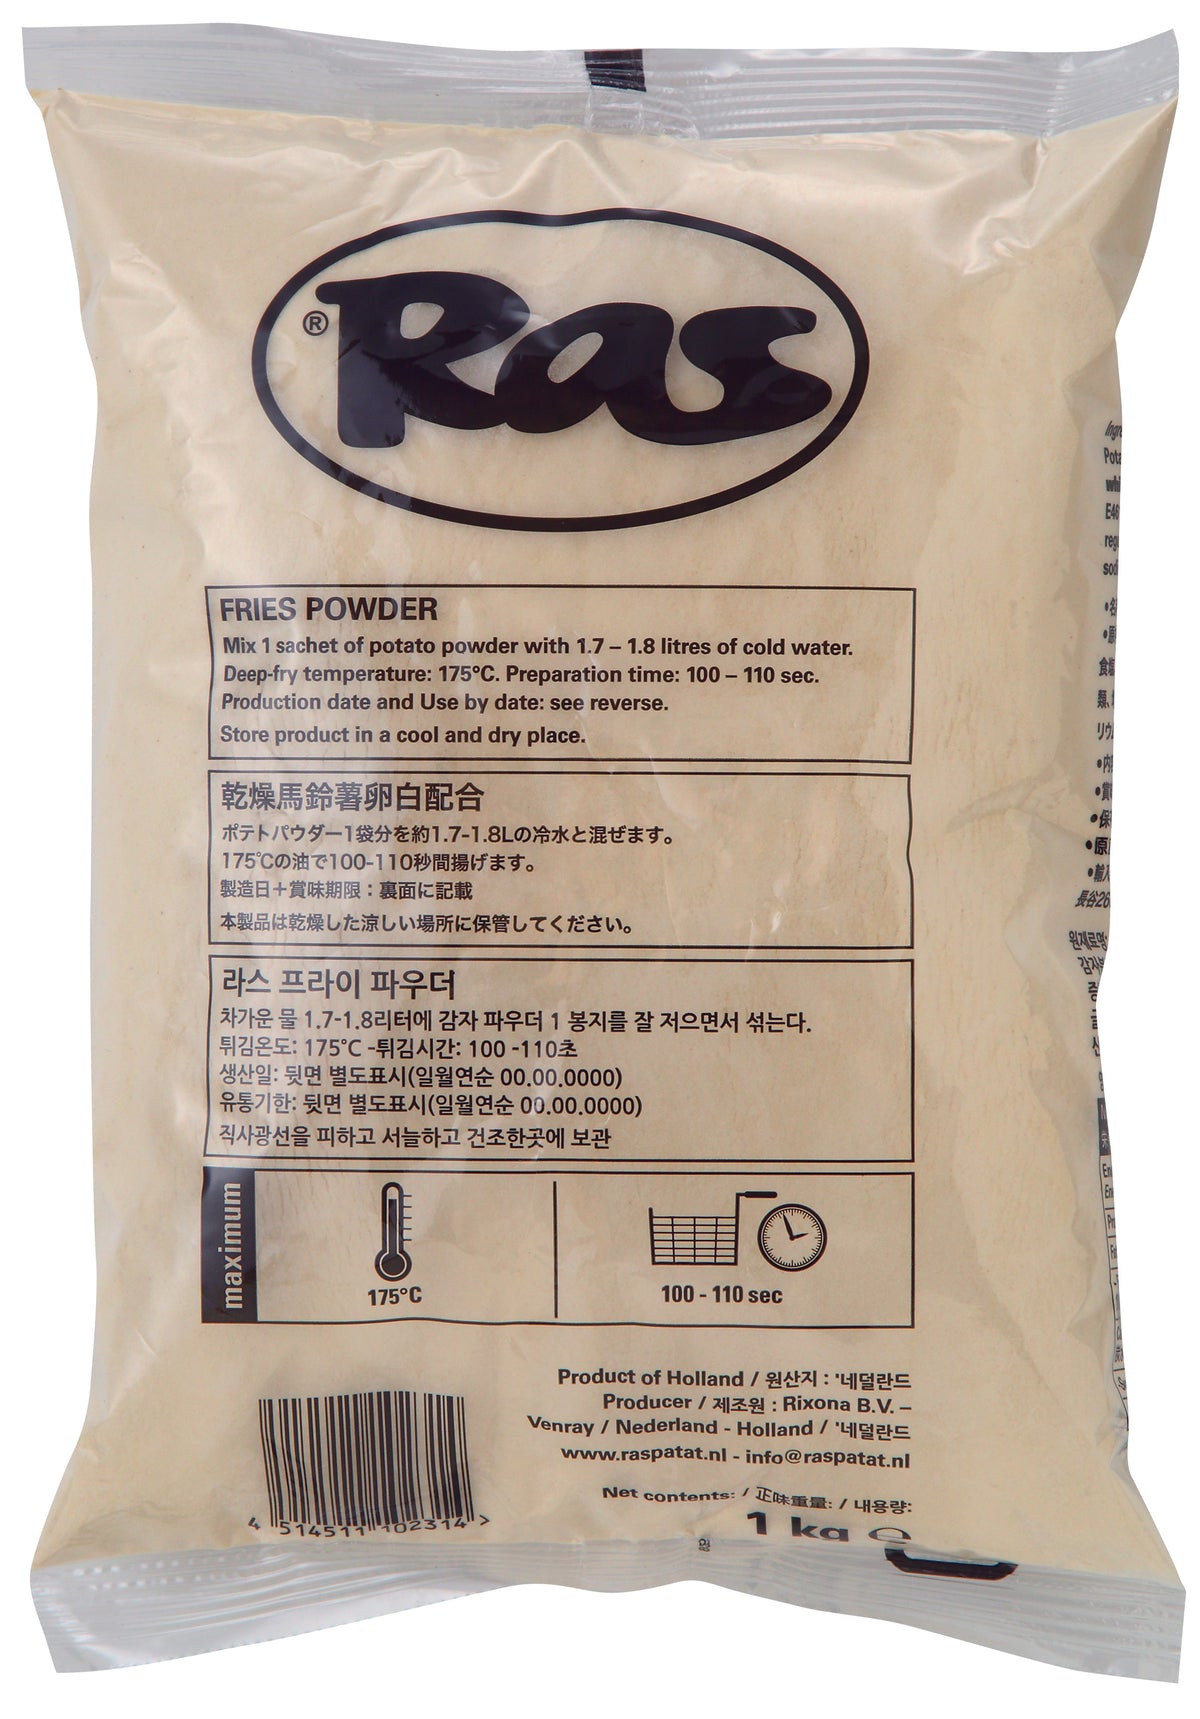 ® Ras
FRIES POWDER
Mix 1 sachet of potato powder with 1.7 – 1.8 litres of cold water.
Deep-fry temperature: 175°C. Preparation time: 100 – 110 sec.
Production date and Use by date: see reverse.
Store product in a cool and dry place.
乾燥馬鈴薯卵白配合
ポテトパウダー1袋分を約1.7-1.8Lの冷水と混ぜます。
175℃の油で100-110秒間揚げます。
製造日＋賞味期限：裏面に記載
本製品は乾燥した涼しい場所に保管してください。
라스 프라이 파우더
차가운 물 1.7-1.8리터에 감자 파우더 1 봉지를 잘 저으면서 섞는다.
튀김온도: 175°C -튀김시간: 100 -110초
생산일: 뒷면 별도표시(일월연순 00.00.0000)
유통기한: 뒷면 별도표시(일월연순 00.00.0000)
직사광선을 피하고 서늘하고 건조한곳에 보관
maximum
175°C
100 - 110 sec
Product of Holland / 원산지 : '네덜란드
Producer / 제조원 : Rixona B.V. –
Venray / Nederland - Holland / '네덜란드
www.raspatat.nl - info@raspatat.nl
Net contents: / 正味重量: / 내용량:
1 kg ℮
4 514511 102314 >